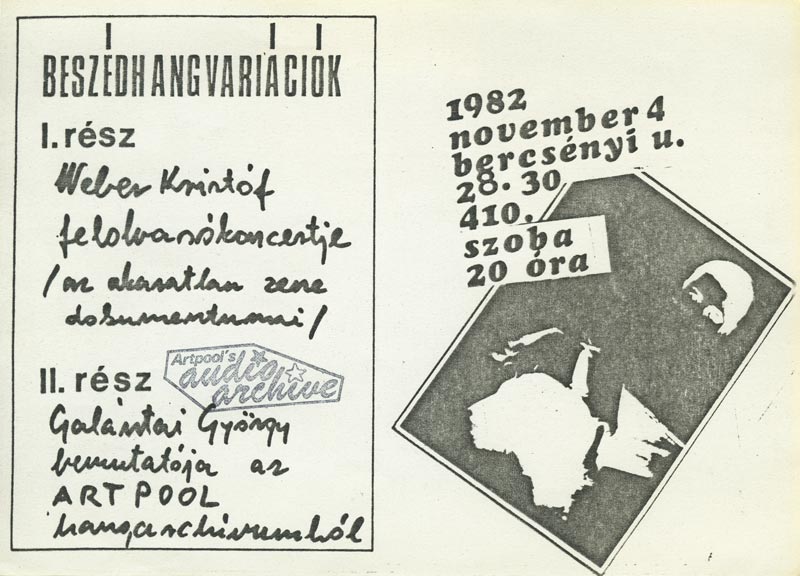 BESZÉDHANGVARIÁCIÓK
I. rész
Weber Kristóf
felolvasókoncertje
/az akaratlan zene
dokumentumai/
II. rész
Artpool's
audio
archive
Galántai György
bemutatója az
ARTPOOL
hangarchivumból
1982
november 4
bercsényi u.
28. 30
410.
szoba
20 óra